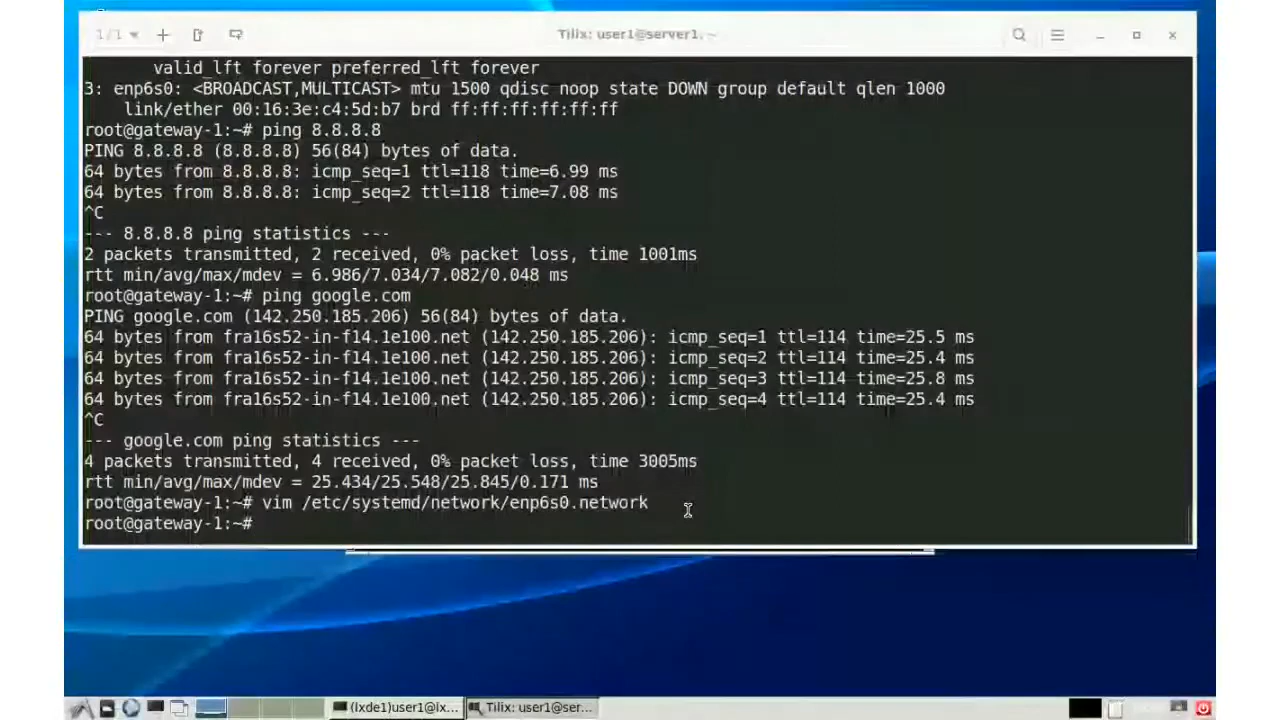 1/1
Tilix: user1@server1: ~
valid_lft forever preferred_lft forever
3: enp6s0: <BROADCAST,MULTICAST> mtu 1500 qdisc noop state DOWN group default qlen 1000
link/ether 00:16:3e:c4:5d:b7 brd ff:ff:ff:ff:ff:ff
root@gateway-1:~# ping 8.8.8.8
PING 8.8.8.8 (8.8.8.8) 56(84) bytes of data.
64 bytes from 8.8.8.8: icmp_seq=1 ttl=118 time=6.99 ms
64 bytes from 8.8.8.8: icmp_seq=2 ttl=118 time=7.08 ms
^C
--- 8.8.8.8 ping statistics ---
2 packets transmitted, 2 received, 0% packet loss, time 1001ms
rtt min/avg/max/mdev = 6.986/7.034/7.082/0.048 ms
root@gateway-1:~# ping google.com
PING google.com (142.250.185.206) 56(84) bytes of data.
64 bytes from fra16s52-in-f14.1e100.net (142.250.185.206): icmp_seq=1 ttl=114 time=25.5 ms
64 bytes from fra16s52-in-f14.1e100.net (142.250.185.206): icmp_seq=2 ttl=114 time=25.4 ms
64 bytes from fra16s52-in-f14.1e100.net (142.250.185.206): icmp_seq=3 ttl=114 time=25.8 ms
64 bytes from fra16s52-in-f14.1e100.net (142.250.185.206): icmp_seq=4 ttl=114 time=25.4 ms
^C
--- google.com ping statistics ---
4 packets transmitted, 4 received, 0% packet loss, time 3005ms
rtt min/avg/max/mdev = 25.434/25.548/25.845/0.171 ms
root@gateway-1:~# vim /etc/systemd/network/enp6s0.network
root@gateway-1:~#
(lxde1)user1@lx...
Tilix: user1@ser...